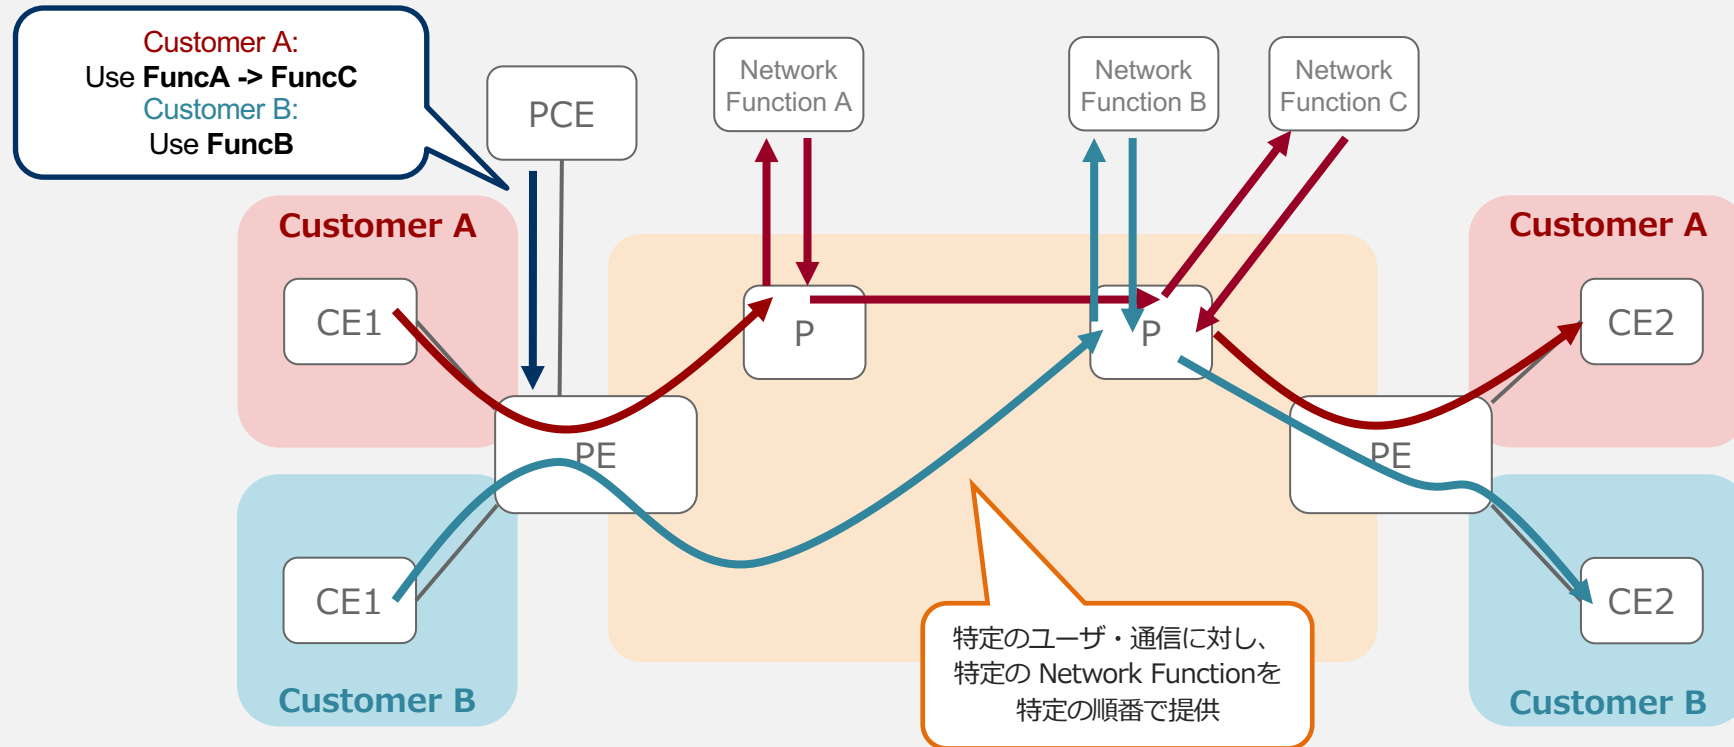 Customer A:
Use FuncA -> FuncC
Customer B:
Use FuncB
PCE
Network
Function A
Network
Function B
Network
Function C
Customer A
Customer A
CE1
P
P
CE2
PE
PE
CE1
CE2
特定のユーザ・通信に対し、
特定の Network Functionを
特定の順番で提供
Customer B
Customer B